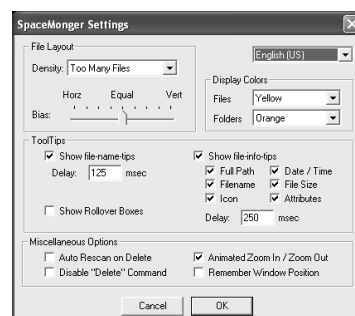 SpaceMonger Settings
File Layout
Density: Too Many Files
Horz Equal Vert
Bias:
English (US)
Display Colors
Files Yellow
Folders Orange
ToolTips
Show file-name-tips
Delay: 125 msec
Show Rollover Boxes
Show file-info-tips
Full Path Date / Time
Filename File Size
Icon Attributes
Delay: 250 msec
Miscellaneous Options
Auto Rescan on Delete
Disable "Delete" Command
Animated Zoom In / Zoom Out
Remember Window Position
Cancel OK